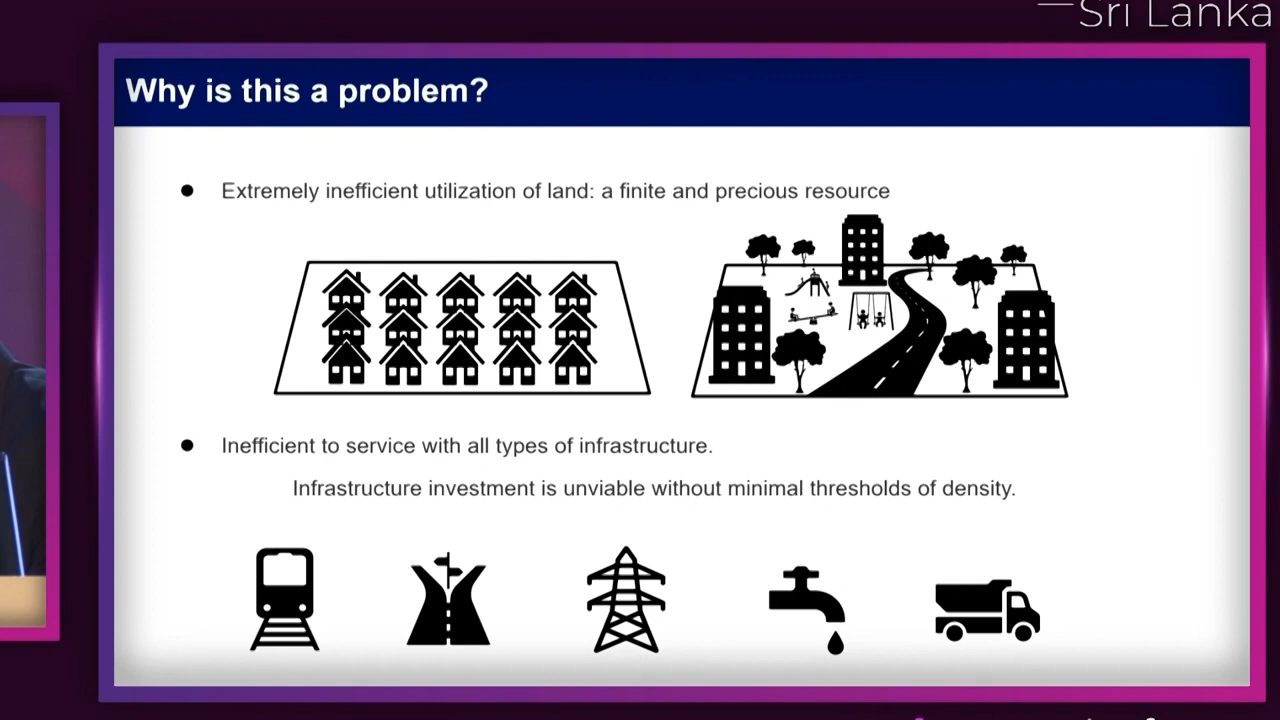 Sri Lanka
Why is this a problem?
Extremely inefficient utilization of land: a finite and precious resource
Inefficient to service with all types of infrastructure.
Infrastructure investment is unviable without minimal thresholds of density.